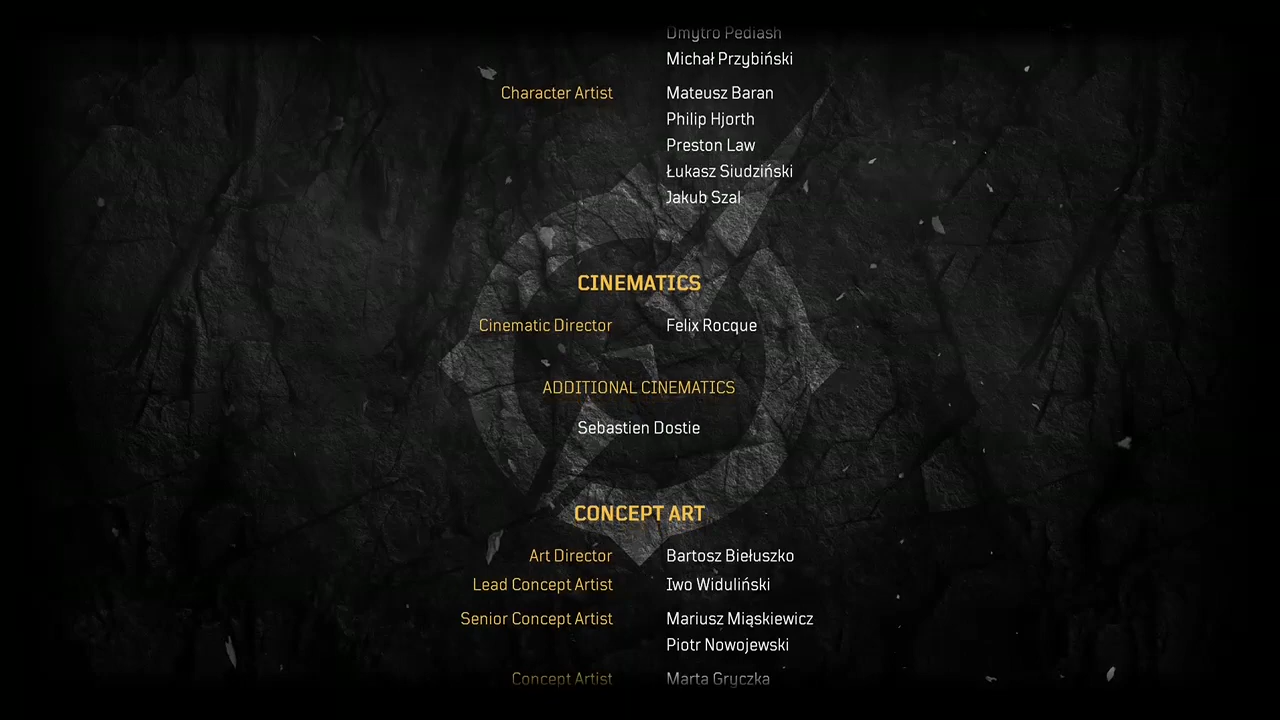 Dmytro Pediash
Michał Przybiński
Character Artist Mateusz Baran
Philip Hjorth
Preston Law
Łukasz Siudziński
Jakub Szal
CINEMATICS
Cinematic Director Felix Rocque
ADDITIONAL CINEMATICS
Sebastien Dostie
CONCEPT ART
Art Director Bartosz Biełuszko
Lead Concept Artist Iwo Widuliński
Senior Concept Artist Mariusz Miąskiewicz
Piotr Nowojewski
Concept Artist Marta Gryczka